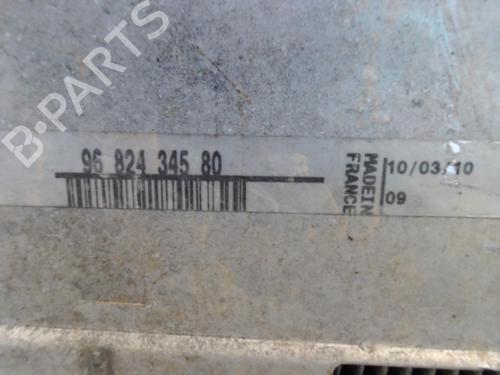 B-PARTS
96 824 345 80
MADE IN
FRANCE
10/03/10
09